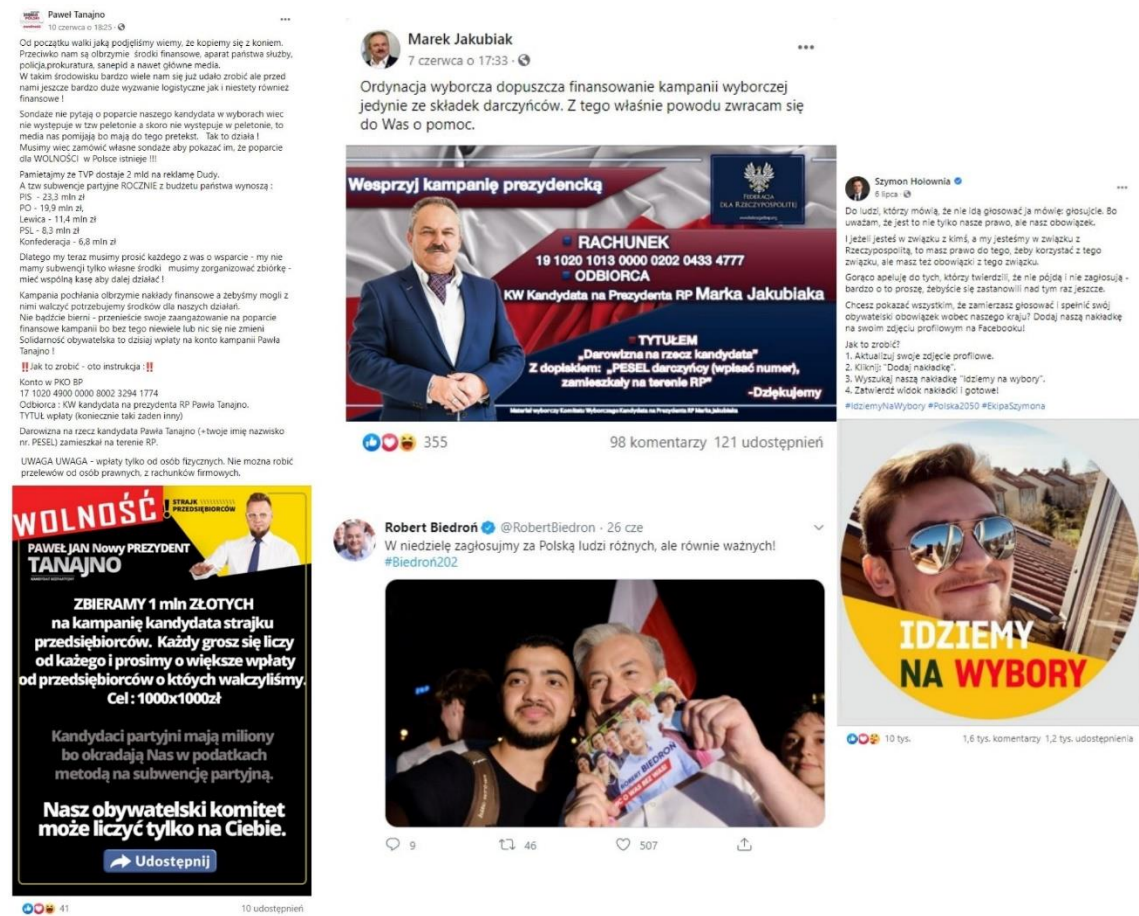 Paweł Tanajno
10 czerwca o 18:25
Od początku walki jaką podjęliśmy wiemy, że kopiemy się z koniem.
Przeciwko nam są olbrzymie środki finansowe, aparat państwa służby,
policja,prokuratura, sanepid a nawet główne media.
W takim środowisku bardzo wiele nam się już udało zrobić ale przed
nami jeszcze bardzo duże wyzwanie logistyczne jak i niestety również
finansowe !
Sondaże nie pytają o poparcie naszego kandydata w wyborach wiec
nie występuje w tzw peletonie a skoro nie występuje w peletonie, to
media nas pomijają bo mają do tego pretekst. Tak to działa !
Musimy wiec zamówić własne sondaże aby pokazać im, że poparcie
dla WOLNOŚCI w Polsce istnieje !!!
Pamietajmy ze TVP dostaje 2 mld na reklamę Dudy.
A tzw subwencje partyjne ROCZNIE z budżetu państwa wynoszą :
PIS - 23,3 mln zł
PO - 19,9 mln zł,
Lewica - 11,4 mln zł
PSL - 8,3 mln zł
Konfederacja - 6,8 mln zł
Dlatego my teraz musimy prosić każdego z was o wsparcie - my nie
mamy subwencji tylko własne środki musimy zorganizować zbiórkę -
mieć wspólną kasę aby dalej działać !
Kampania pochłania olbrzymie nakłady finansowe a żebyśmy mogli z
nimi walczyć potrzebujemy środków dla naszych działań.
Nie bądźcie bierni - przenieście swoje zaangażowanie na poparcie
finansowe kampanii bo bez tego niewiele lub nic się nie zmieni
Solidarność obywatelska to dzisiaj wpłaty na konto kampanii Pawła
Tanajno !
‼️Jak to zrobić - oto instrukcja :‼️
Konto w PKO BP
17 1020 4900 0000 8002 3294 1774
Odbiorca : KW kandydata na prezydenta RP Pawła Tanajno.
TYTUŁ wpłaty (koniecznie taki żaden inny)
Darowizna na rzecz kandydata Pawła Tanajno (+twoje imię nazwisko
nr. PESEL) zamieszkał na terenie RP.
UWAGA UWAGA - wpłaty tylko od osób fizycznych. Nie można robić
przelewów od osób prawnych, z rachunków firmowych.
WOLNOŚĆ!
STRAJK
PRZEDSIĘBIORCÓW
PAWEŁ JAN Nowy PREZYDENT
TANAJNO
ZBIERAMY 1 mln ZŁOTYCH
na kampanię kandydata strajku
przedsiębiorców. Każdy grosz się liczy
od każego i prosimy o większe wpłaty
od przedsiębiorców o któych walczyliśmy.
Cel : 1000x1000zł
Kandydaci partyjni mają miliony
bo okradają Nas w podatkach
metodą na subwencję partyjną.
Nasz obywatelski komitet
może liczyć tylko na Ciebie.
Udostępnij
41
10 udostępnień
Marek Jakubiak
7 czerwca o 17:33
Ordynacja wyborcza dopuszcza finansowanie kampanii wyborczej
jedynie ze składek darczyńców. Z tego właśnie powodu zwracam się
do Was o pomoc.
Wesprzyj kampanię prezydencką
FEDERACJA
DLA RZECZYPOSPOLITEJ
RACHUNEK
19 1020 1013 0000 0202 0433 4777
ODBIORCA
KW Kandydata na Prezydenta RP Marka Jakubiaka
TYTUŁEM
„Darowizna na rzecz kandydata"
Z dopiskiem: „PESEL darczyńcy (wpisać numer),
zamieszkały na terenie RP"
-Dziękujemy
Materiał wyborczy Komitetu Wyborczego Kandydata na Prezydenta RP Marka Jakubiaka
355
98 komentarzy 121 udostępnień
Robert Biedroń @RobertBiedron · 26 cze
W niedzielę zagłosujmy za Polską ludzi różnych, ale równie ważnych!
#Biedroń202
ROBERT BIEDROŃ
9 46 507
Szymon Hołownia
6 lipca
Do ludzi, którzy mówią, że nie idą głosować ja mówię: głosujcie. Bo
uważam, że jest to nie tylko nasze prawo, ale nasz obowiązek.
I jeżeli jesteś w związku z kimś, a my jesteśmy w związku z
Rzecząpospolitą, to masz prawo do tego, żeby korzystać z tego
związku, ale masz też obowiązki z tego związku.
Gorąco apeluję do tych, którzy twierdzili, że nie pójdą i nie zagłosują -
bardzo o to proszę, żebyście się zastanowili nad tym raz jeszcze.
Chcesz pokazać wszystkim, że zamierzasz głosować i spełnić swój
obywatelski obowiązek wobec naszego kraju? Dodaj naszą nakładkę
na swoim zdjęciu profilowym na Facebooku!
Jak to zrobić?
1. Aktualizuj swoje zdjęcie profilowe.
2. Kliknij: "Dodaj nakładkę".
3. Wyszukaj naszą nakładkę "Idziemy na wybory".
4. Zatwierdź widok nakładki i gotowe!
#IdziemyNaWybory #Polska2050 #EkipaSzymona
IDZIEMY
NA WYBORY
10 tys.
1,6 tys. komentarzy 1,2 tys. udostępnienia